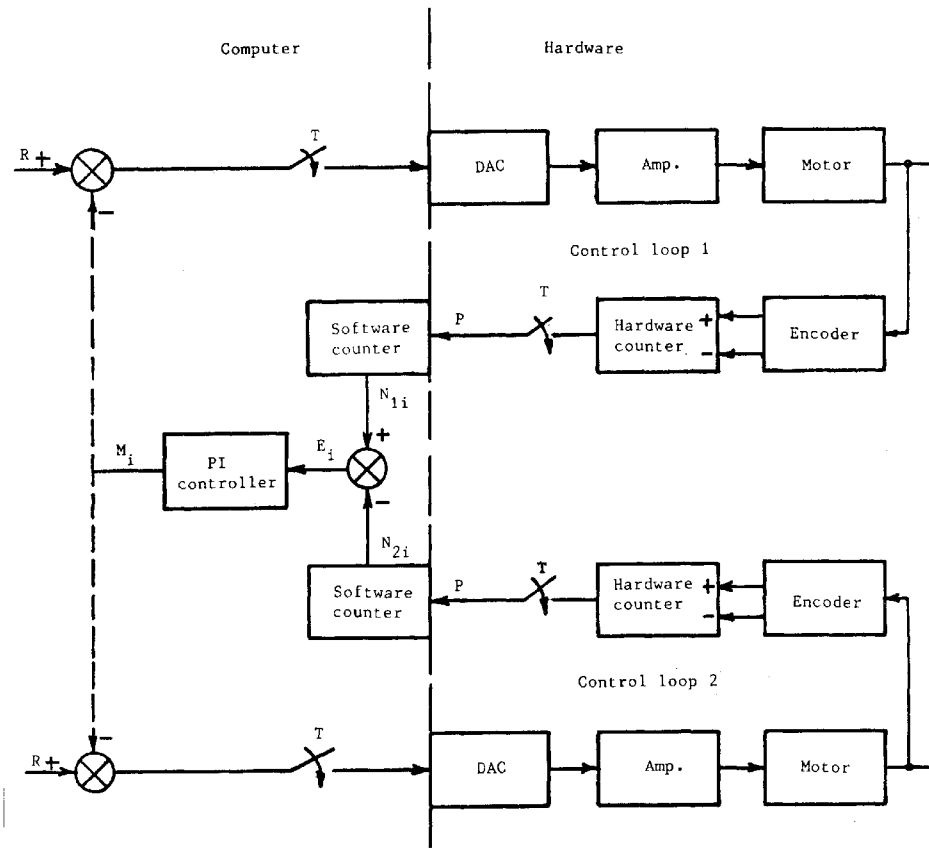 Computer
Hardware
R +
T
DAC
Amp.
Motor
-
Control loop 1
Software
counter
P
T
Hardware
counter
+
-
Encoder
N1i
+
Mi
PI
controller
Ei
-
N2i
Software
counter
P
T
Hardware
counter
+
-
Encoder
Control loop 2
-
R +
T
DAC
Amp.
Motor